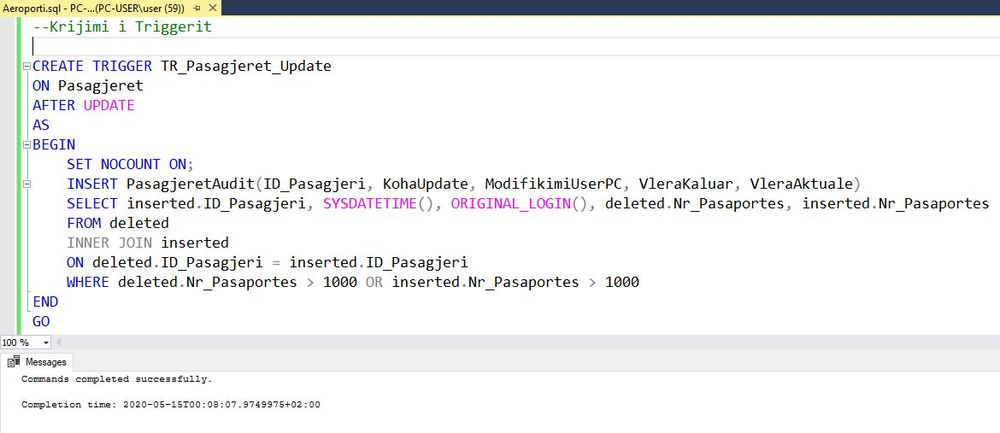 Aeroporti.sql - PC-...(PC-USER\user (59))
--Krijimi i Triggerit
CREATE TRIGGER TR_Pasagjeret_Update
ON Pasagjeret
AFTER UPDATE
AS
BEGIN
SET NOCOUNT ON;
INSERT PasagjeretAudit(ID_Pasagjeri, KohaUpdate, ModifikimiUserPC, VleraKaluar, VleraAktuale)
SELECT inserted.ID_Pasagjeri, SYSDATETIME(), ORIGINAL_LOGIN(), deleted.Nr_Pasaportes, inserted.Nr_Pasaportes
FROM deleted
INNER JOIN inserted
ON deleted.ID_Pasagjeri = inserted.ID_Pasagjeri
WHERE deleted.Nr_Pasaportes > 1000 OR inserted.Nr_Pasaportes > 1000
END
GO
100 %
Messages
Commands completed successfully.
Completion time: 2020-05-15T00:08:07.9749975+02:00